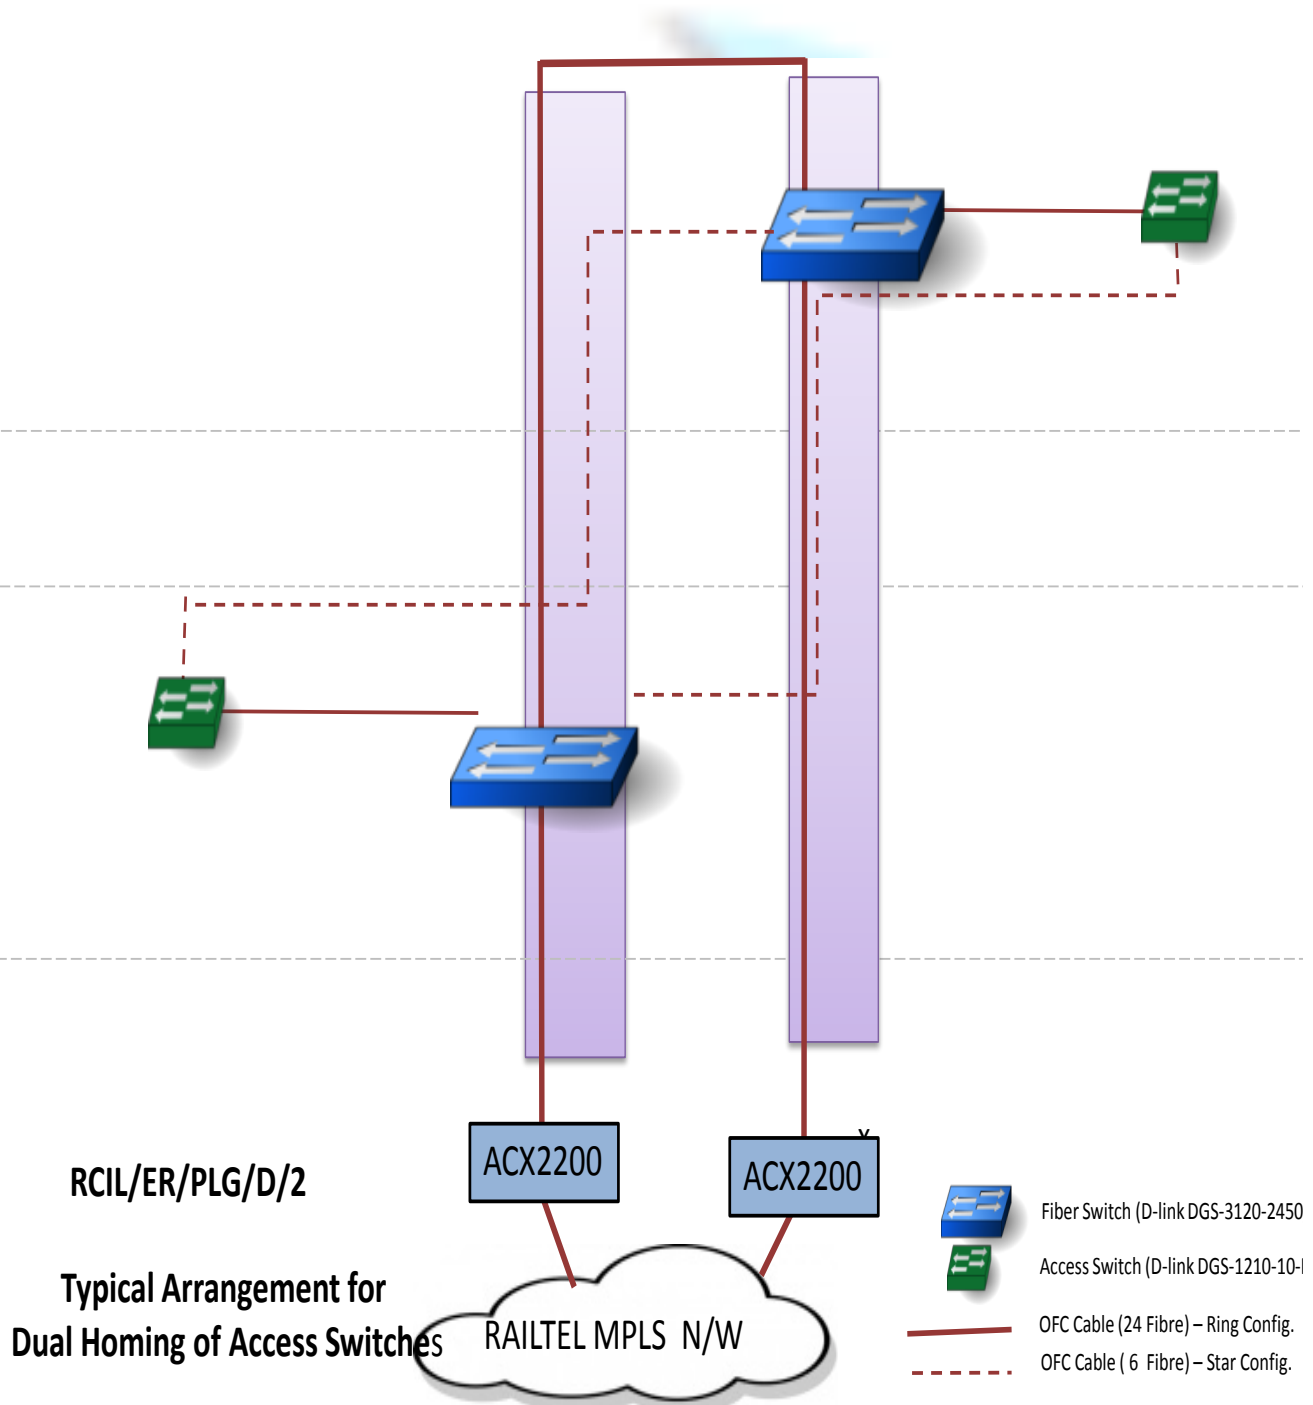 ACX2200
ACX2200
RCIL/ER/PLG/D/2
Typical Arrangement for
Dual Homing of Access Switches
RAILTEL MPLS N/W
Fiber Switch (D-link DGS-3120-2450
Access Switch (D-link DGS-1210-10-
OFC Cable (24 Fibre) – Ring Config.
OFC Cable ( 6 Fibre) – Star Config.